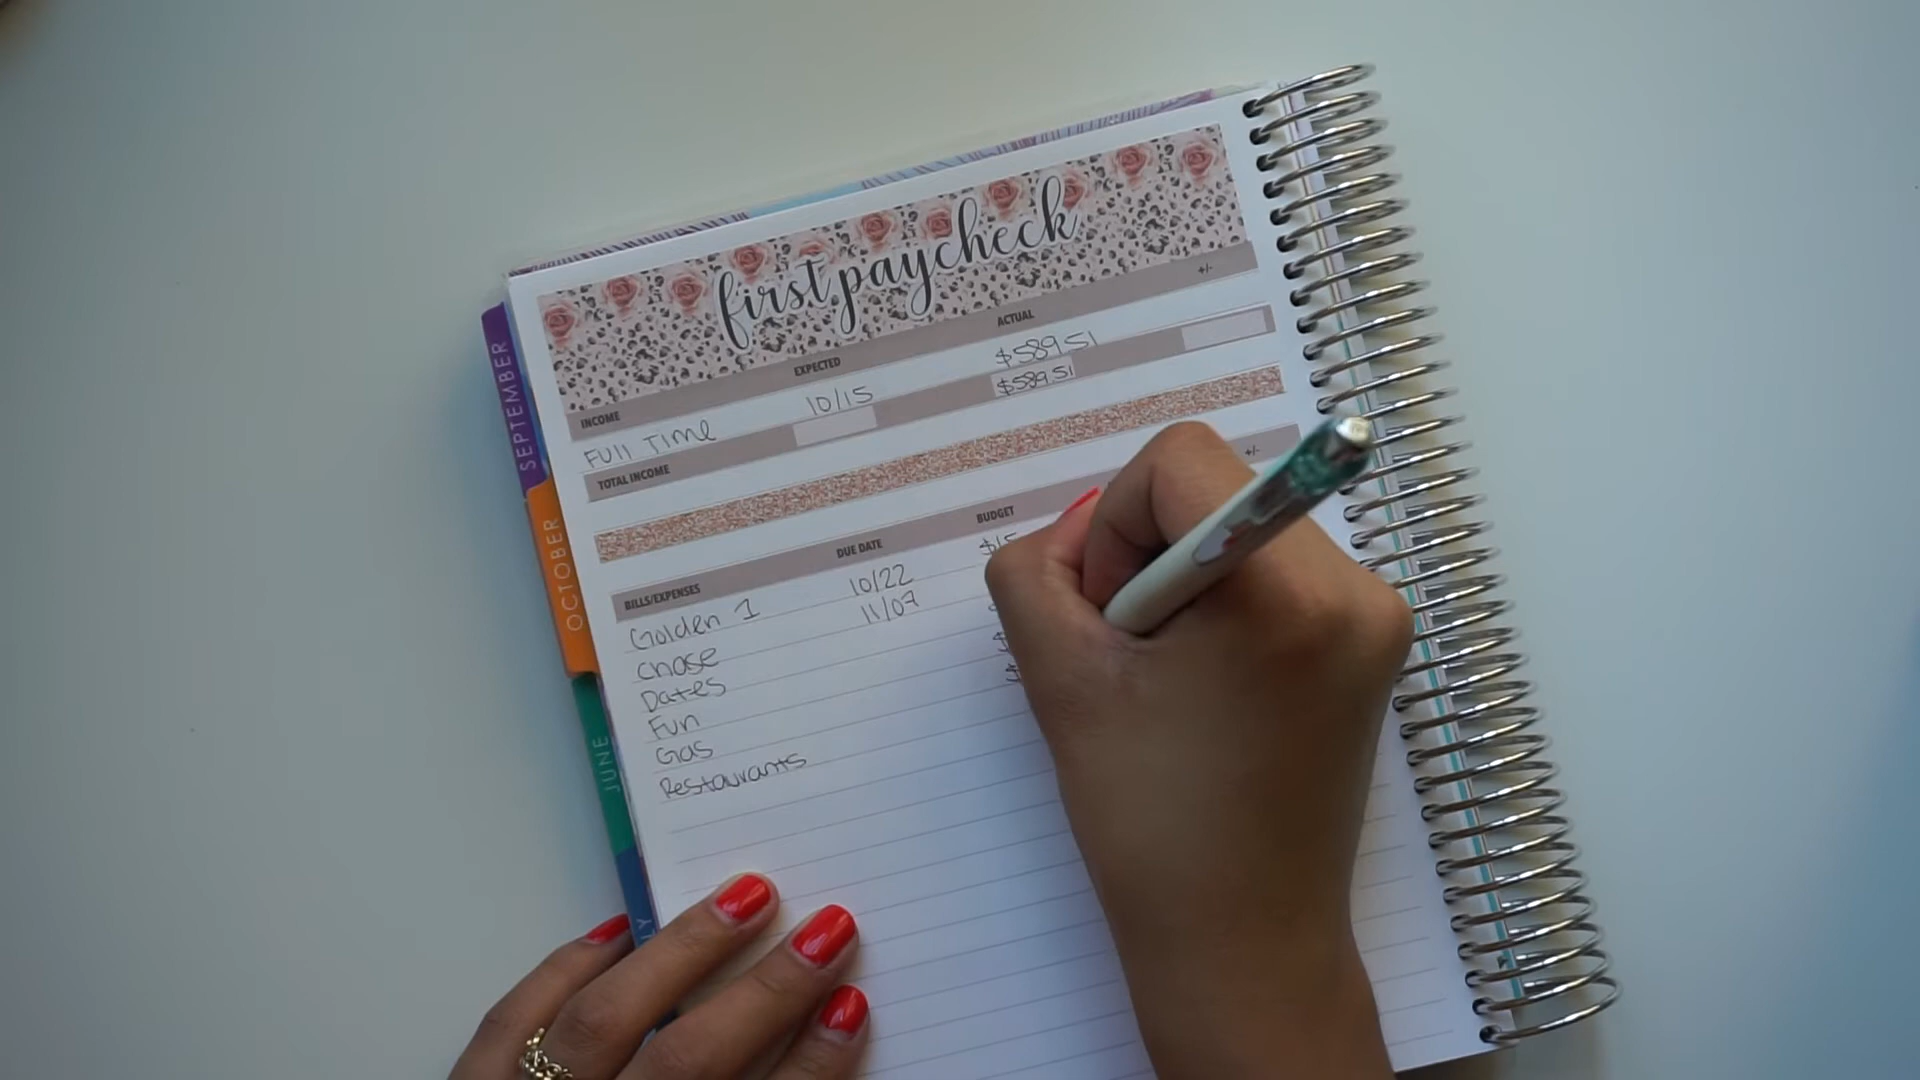 first paycheck
INCOME EXPECTED ACTUAL +/-
Full Time 10/15 $589.51
TOTAL INCOME $589.51
BILLS/EXPENSES DUE DATE BUDGET +/-
Golden 1 10/22 $15
Chase 11/07
Dates
Fun
Gas
Restaurants
SEPTEMBER
OCTOBER
JUNE